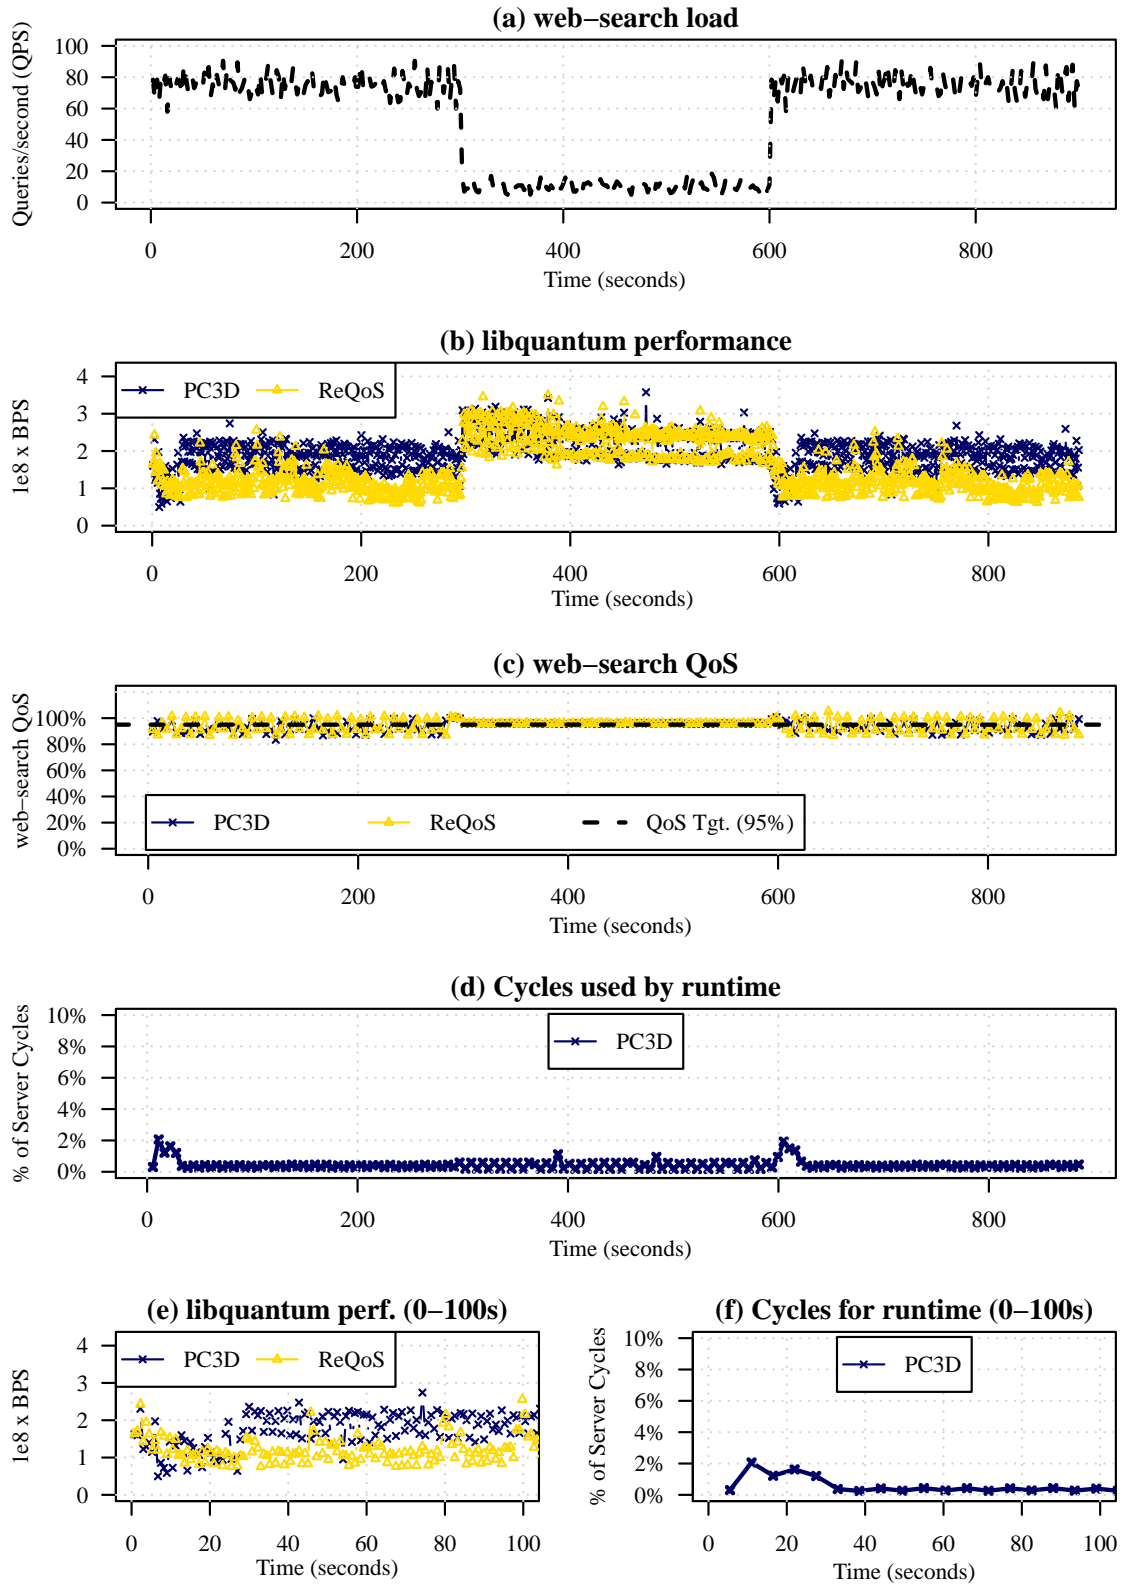 (a) web−search load
Queries/second (QPS)
100
80
60
40
20
0
0 200 400 600 800
Time (seconds)
(b) libquantum performance
1e8 x BPS
PC3D ReQoS
4
3
2
1
0
0 200 400 600 800
Time (seconds)
(c) web−search QoS
web−search QoS
100%
80%
60%
40%
20%
0%
PC3D ReQoS QoS Tgt. (95%)
0 200 400 600 800
Time (seconds)
(d) Cycles used by runtime
% of Server Cycles
PC3D
10%
8%
6%
4%
2%
0%
0 200 400 600 800
Time (seconds)
(e) libquantum perf. (0−100s)
1e8 x BPS
PC3D ReQoS
4
3
2
1
0
0 20 40 60 80 100
Time (seconds)
(f) Cycles for runtime (0−100s)
% of Server Cycles
PC3D
10%
8%
6%
4%
2%
0%
0 20 40 60 80 100
Time (seconds)